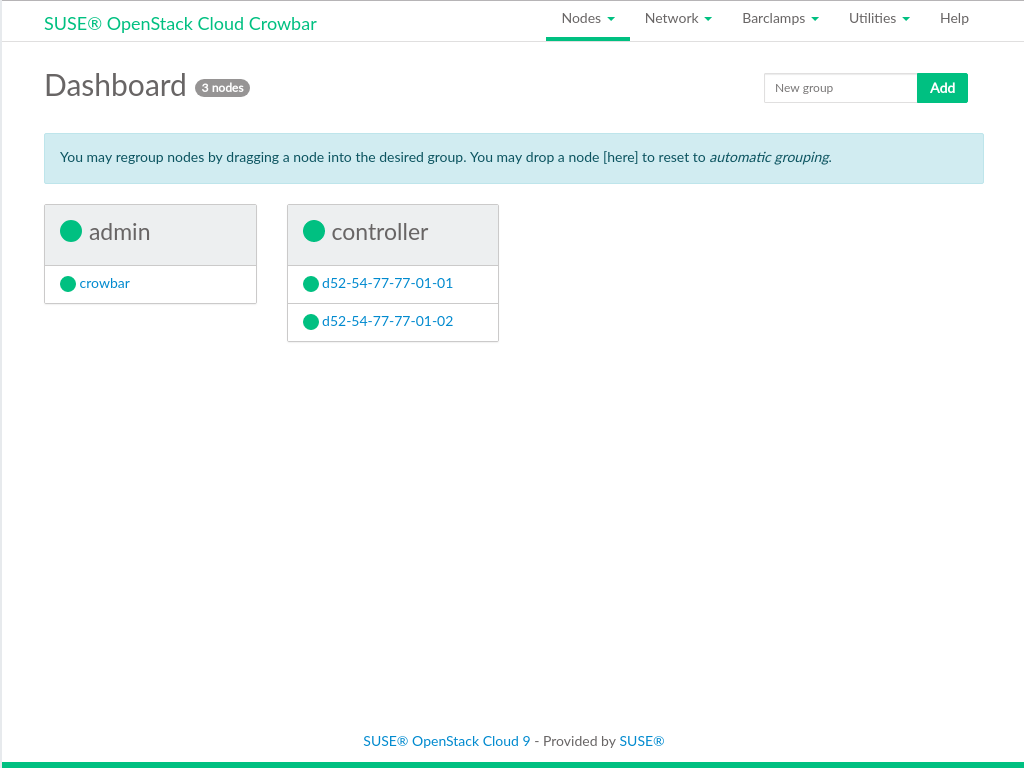 SUSE® OpenStack Cloud Crowbar
Nodes Network Barclamps Utilities Help
Dashboard 3 nodes
New group Add
You may regroup nodes by dragging a node into the desired group. You may drop a node [here] to reset to automatic grouping.
admin
crowbar
controller
d52-54-77-77-01-01
d52-54-77-77-01-02
SUSE® OpenStack Cloud 9 - Provided by SUSE®